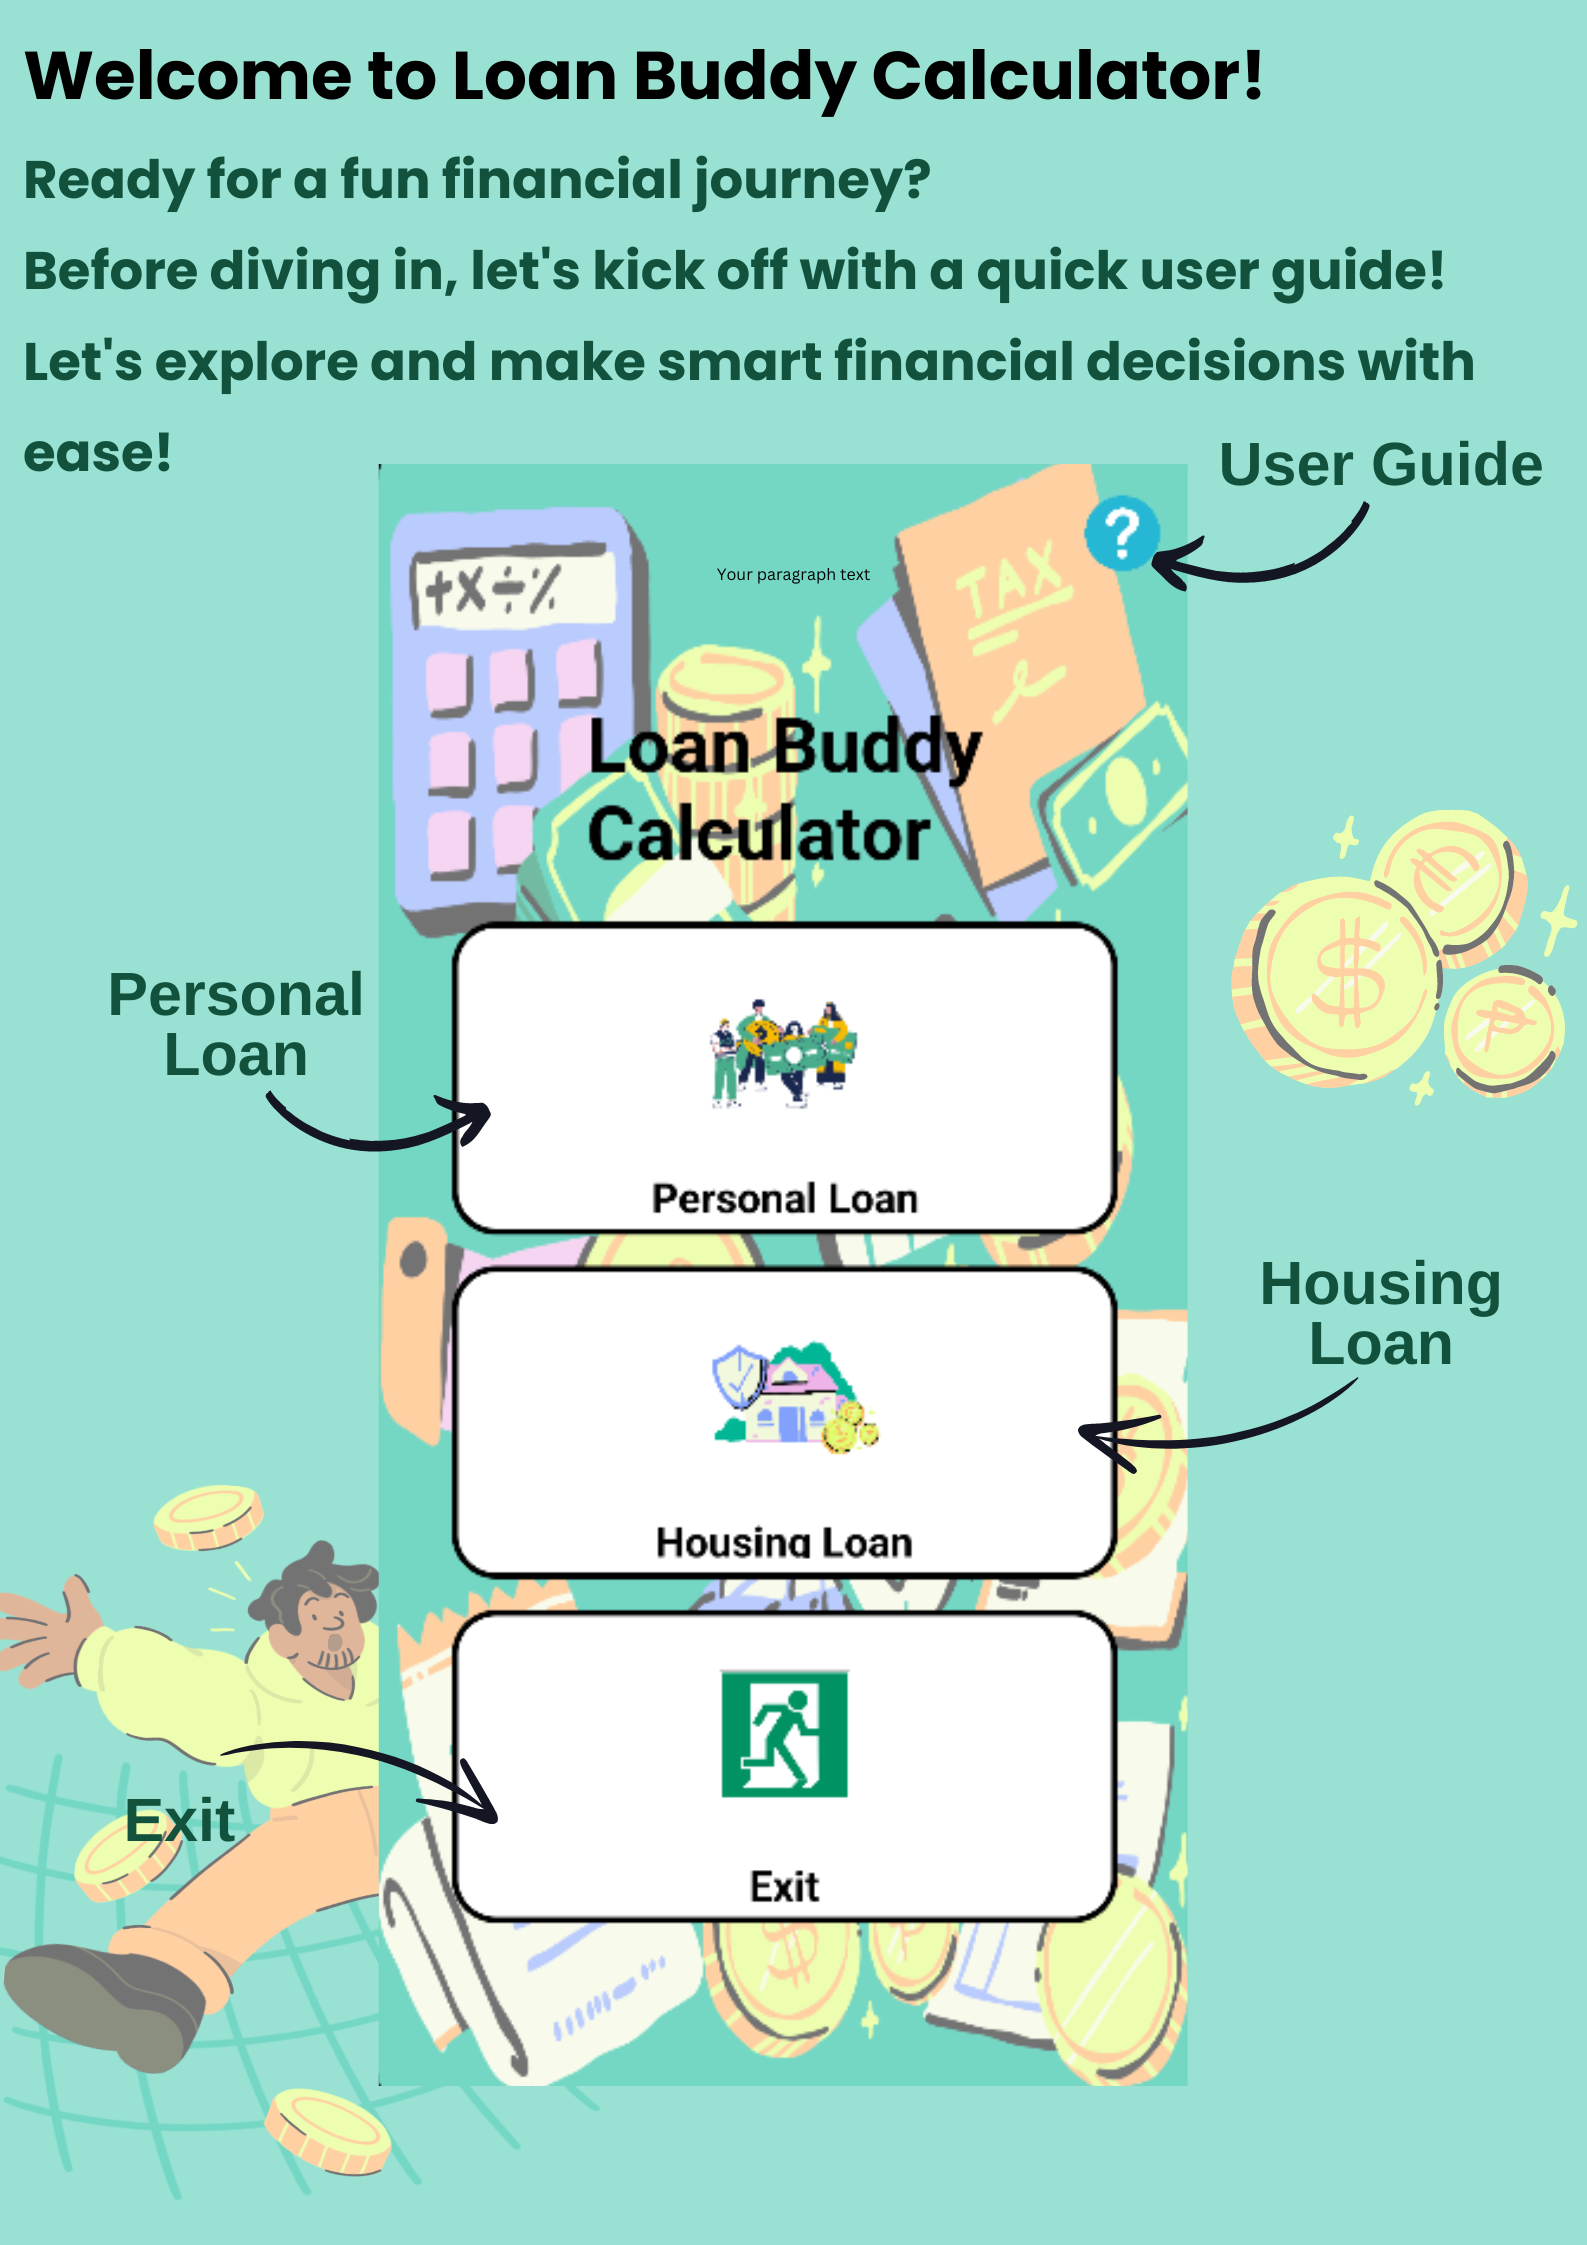 Welcome to Loan Buddy Calculator!
Ready for a fun financial journey?
Before diving in, let's kick off with a quick user guide!
Let's explore and make smart financial decisions with
ease!
User Guide
?
+×÷%
Your paragraph text
TAX
Loan Buddy
Calculator
Personal
Loan
Personal Loan
Housing
Loan
Housing Loan
Exit
Exit